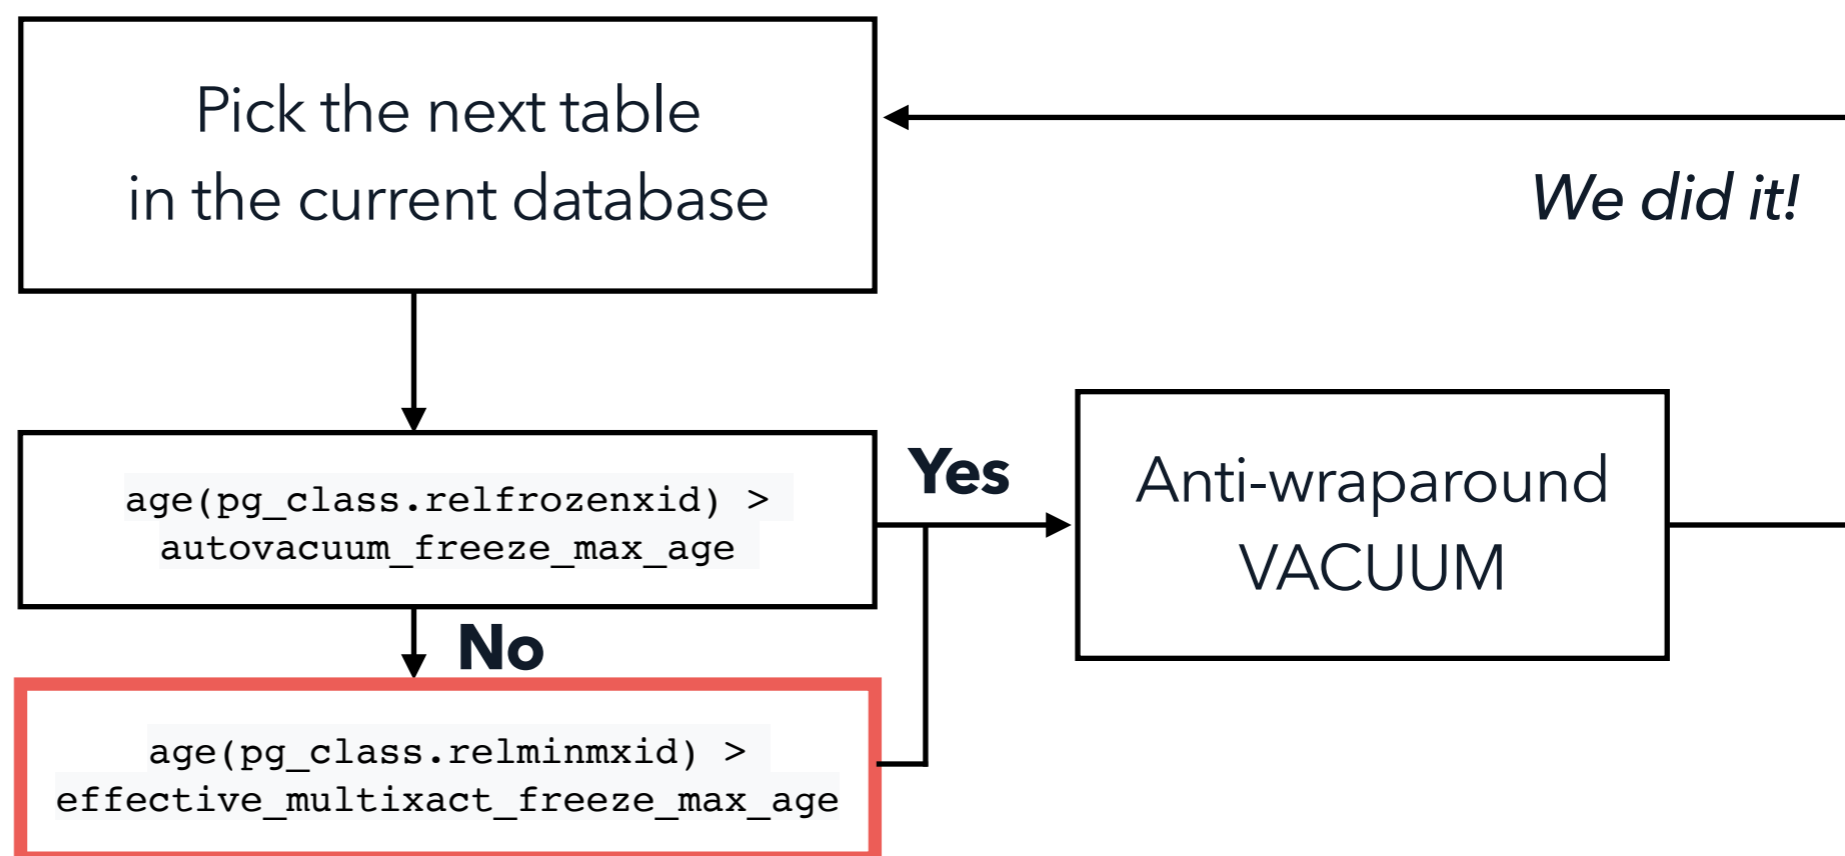 Pick the next table
in the current database
We did it!
age(pg_class.relfrozenxid) >
autovacuum_freeze_max_age
Yes
Anti-wraparound
VACUUM
No
age(pg_class.relminmxid) >
effective_multixact_freeze_max_age